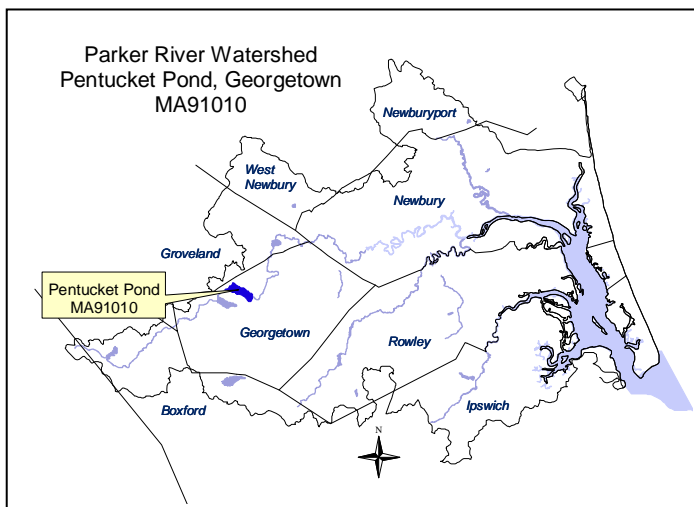 Parker River Watershed
Pentucket Pond, Georgetown
MA91010
Newburyport
West
Newbury
Newbury
Groveland
Pentucket Pond
MA91010
Georgetown
Rowley
Boxford
Ipswich
N